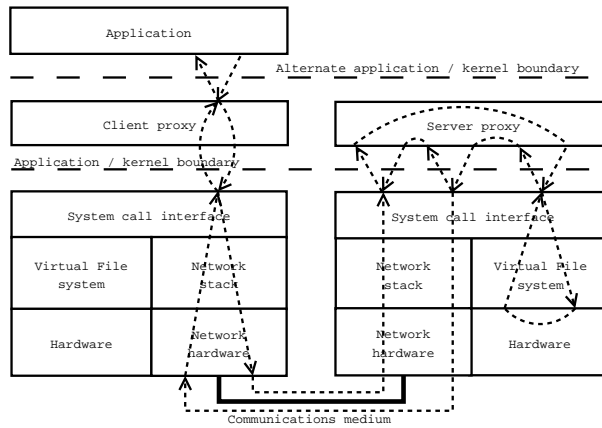 Application
Alternate application / kernel boundary
Client proxy
Server proxy
Application / kernel boundary
System call interface
System call interface
Virtual File
system
Network
stack
Network
stack
Virtual File
system
Hardware
Network
hardware
Network
hardware
Hardware
Communications medium